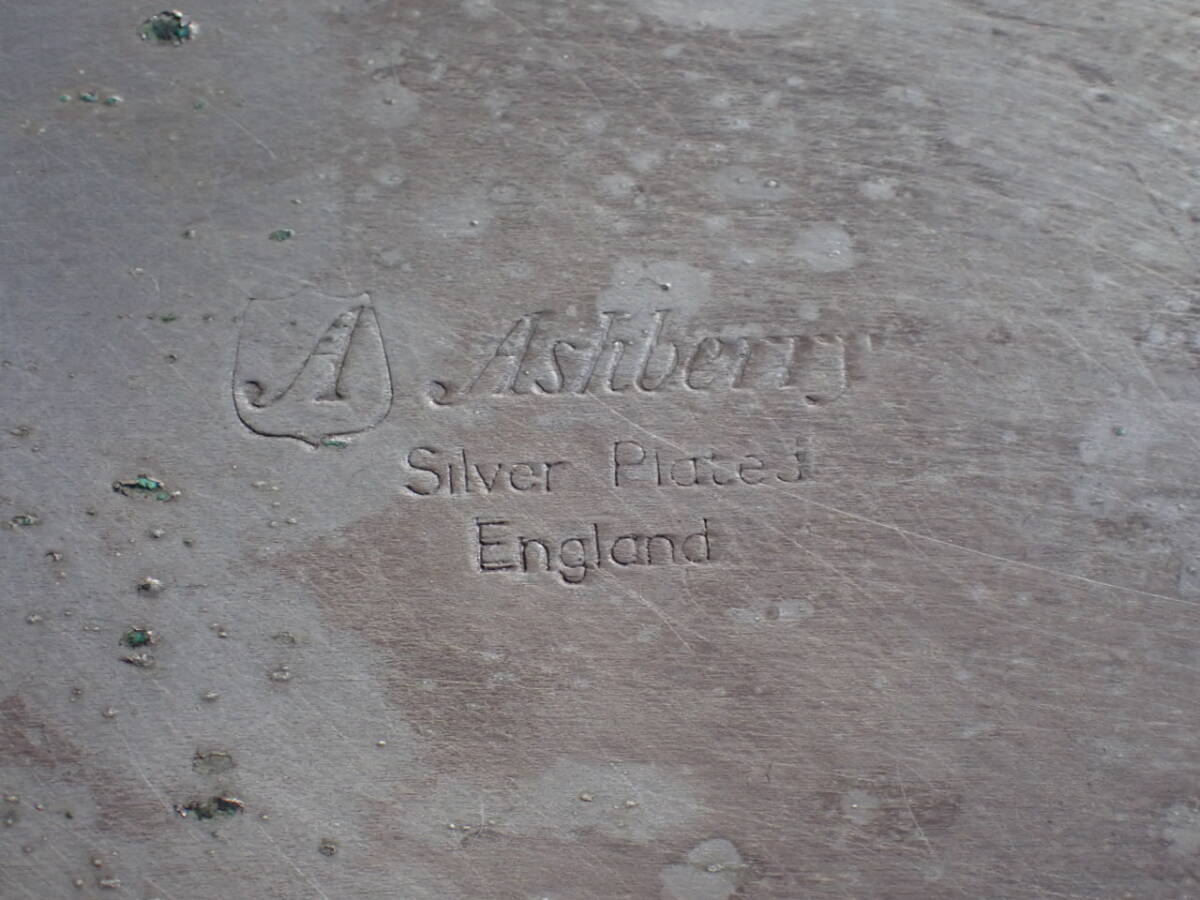 A Ashberry
Silver Plated
England